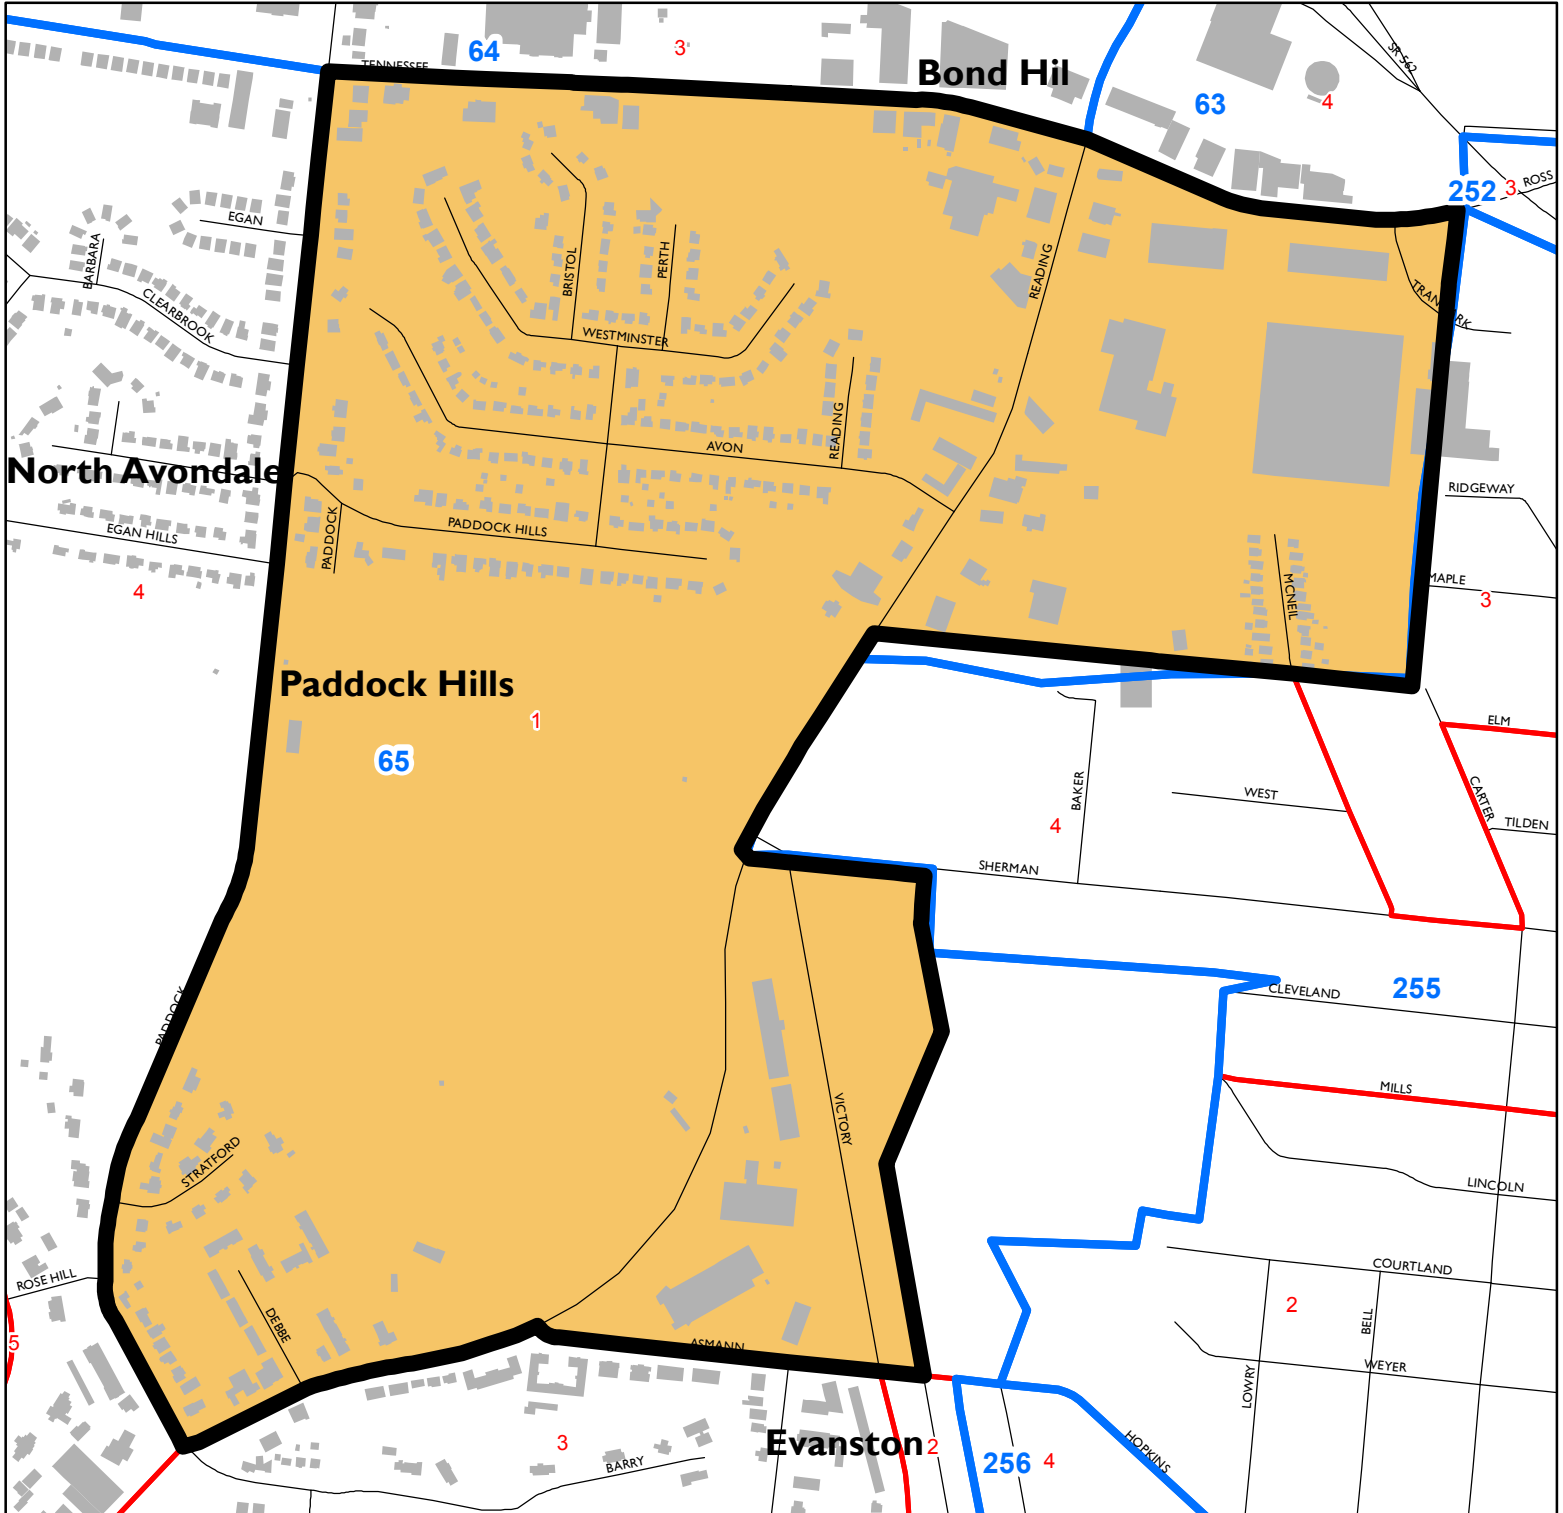 64
3
TENNESSEE
Bond Hil
63
4
SR 562
252
3
ROSS
EGAN
BARBARA
CLEARBROOK
BRISTOL
PERTH
READING
WESTMINSTER
TRAN
RK
North Avondale
AVON
READING
RIDGEWAY
EGAN HILLS
PADDOCK
PADDOCK HILLS
4
MCNEIL
MAPLE
3
Paddock Hills
1
65
ELM
BAKER
WEST
CARTER
TILDEN
4
SHERMAN
PADDOCK
CLEVELAND
255
MILLS
VICTORY
STRATFORD
LINCOLN
ROSE HILL
COURTLAND
DEBBE
2
BELL
5
ASMANN
WEYER
LOWRY
3
Evanston
2
256
4
HOPKINS
BARRY